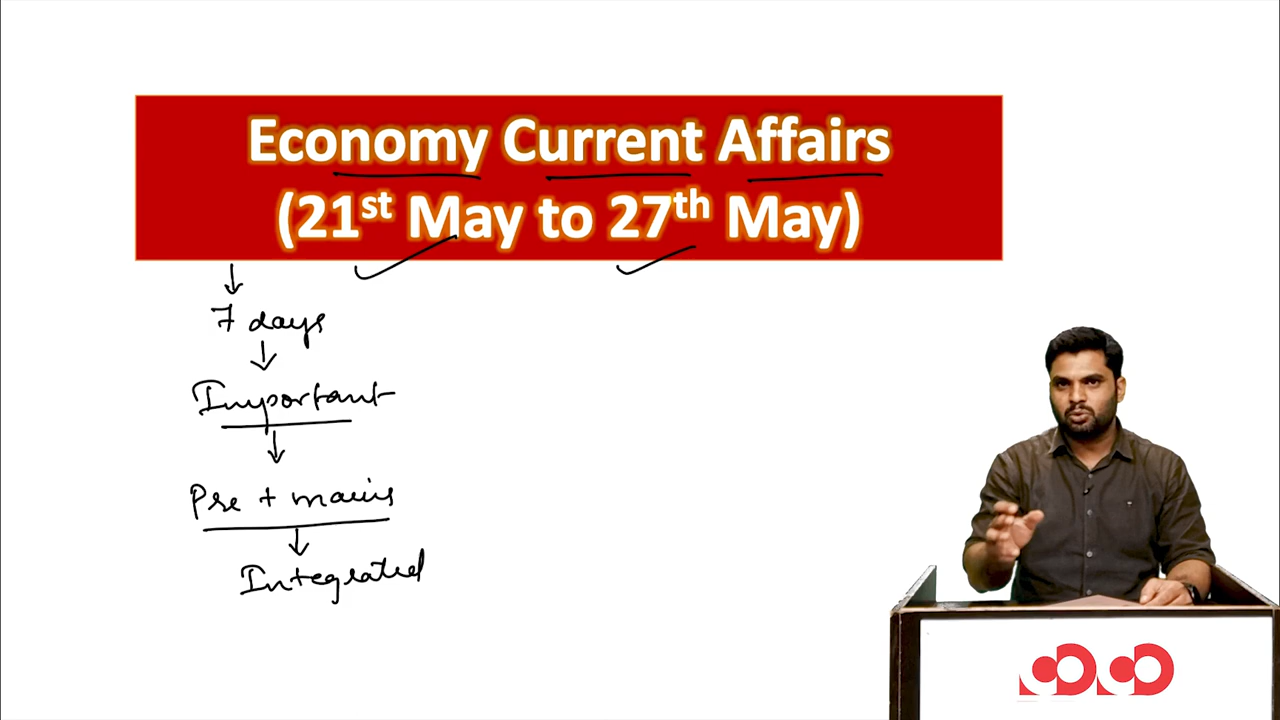 Economy Current Affairs
(21st May to 27th May)
7 days
Important
Pre + mains
Integrated